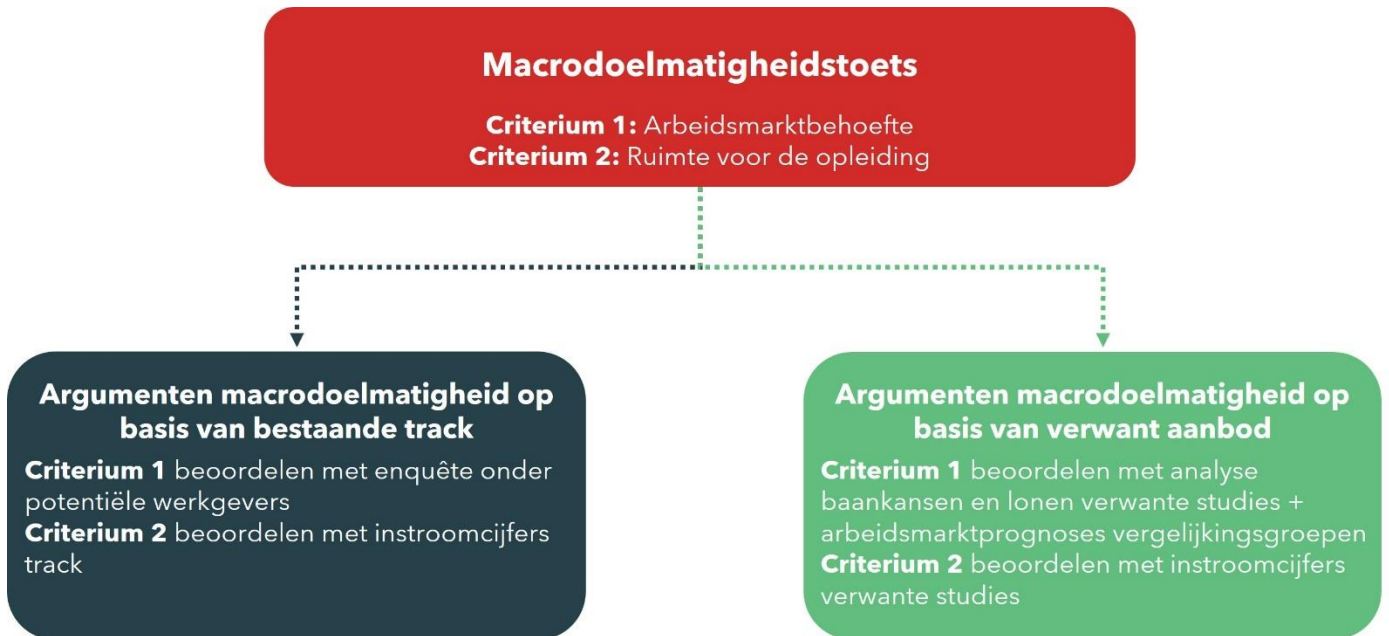 Macrodoelmatigheidstoets
Criterium 1: Arbeidsmarktbehoefte
Criterium 2: Ruimte voor de opleiding
Argumenten macrodoelmatigheid op
basis van bestaande track
Criterium 1 beoordelen met enquête onder
potentiële werkgevers
Criterium 2 beoordelen met instroomcijfers
track
Argumenten macrodoelmatigheid op
basis van verwant aanbod
Criterium 1 beoordelen met analyse
baankansen en lonen verwante studies +
arbeidsmarktprognoses vergelijkingsgroepen
Criterium 2 beoordelen met instroomcijfers
verwante studies